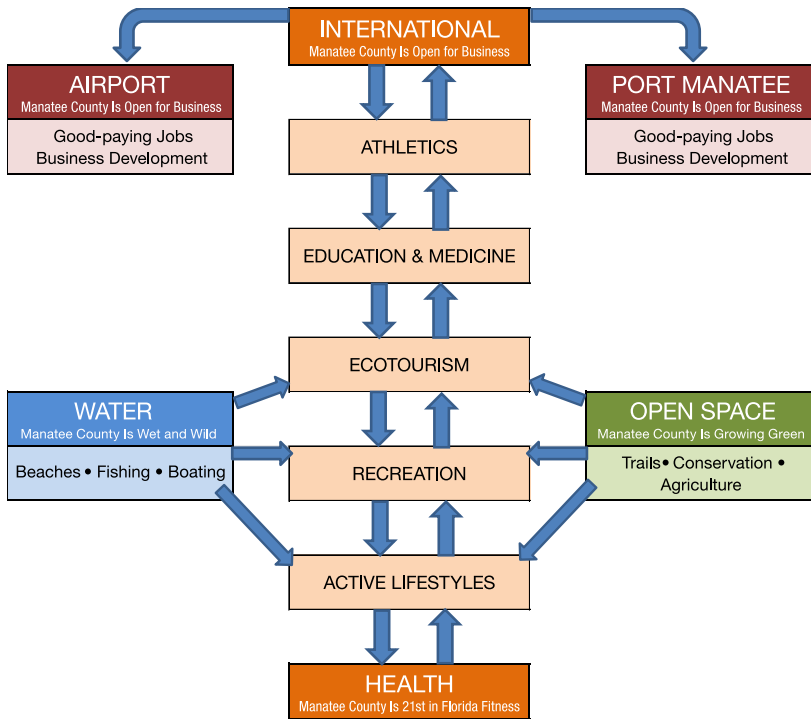 INTERNATIONAL
Manatee County Is Open for Business
AIRPORT
Manatee County Is Open for Business
Good-paying Jobs
Business Development
PORT MANATEE
Manatee County Is Open for Business
Good-paying Jobs
Business Development
ATHLETICS
EDUCATION & MEDICINE
ECOTOURISM
WATER
Manatee County Is Wet and Wild
Beaches • Fishing • Boating
OPEN SPACE
Manatee County Is Growing Green
Trails• Conservation •
Agriculture
RECREATION
ACTIVE LIFESTYLES
HEALTH
Manatee County Is 21st in Florida Fitness